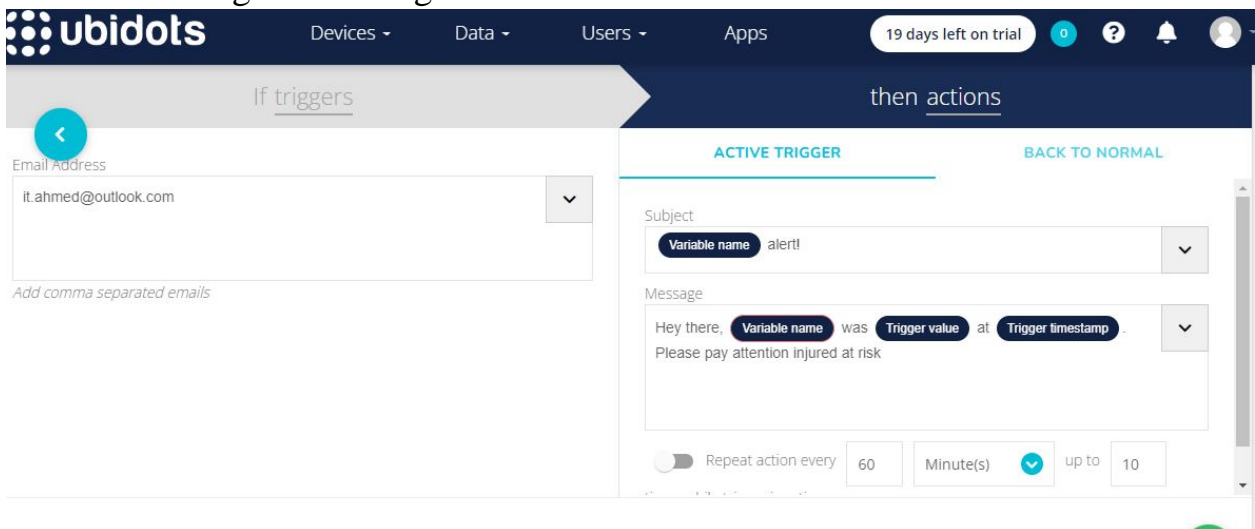 ubidots Devices Data Users Apps 19 days left on trial 0 ?
If triggers
then actions
Email Address
it.ahmed@outlook.com
Add comma separated emails
ACTIVE TRIGGER BACK TO NORMAL
Subject
Variable name alert!
Message
Hey there, Variable name was Trigger value at Trigger timestamp .
Please pay attention injured at risk
Repeat action every 60 Minute(s) up to 10